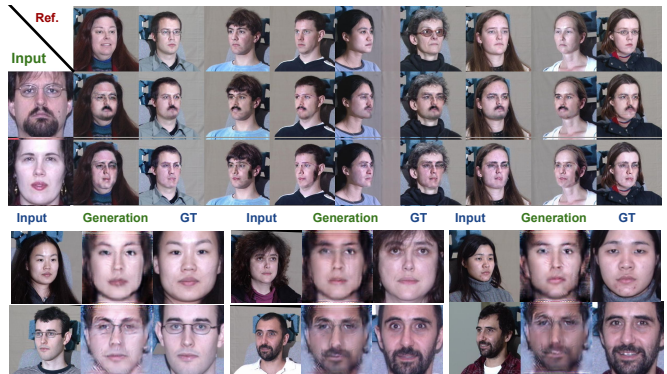 Ref.
Input
Input Generation GT Input Generation GT Input Generation GT